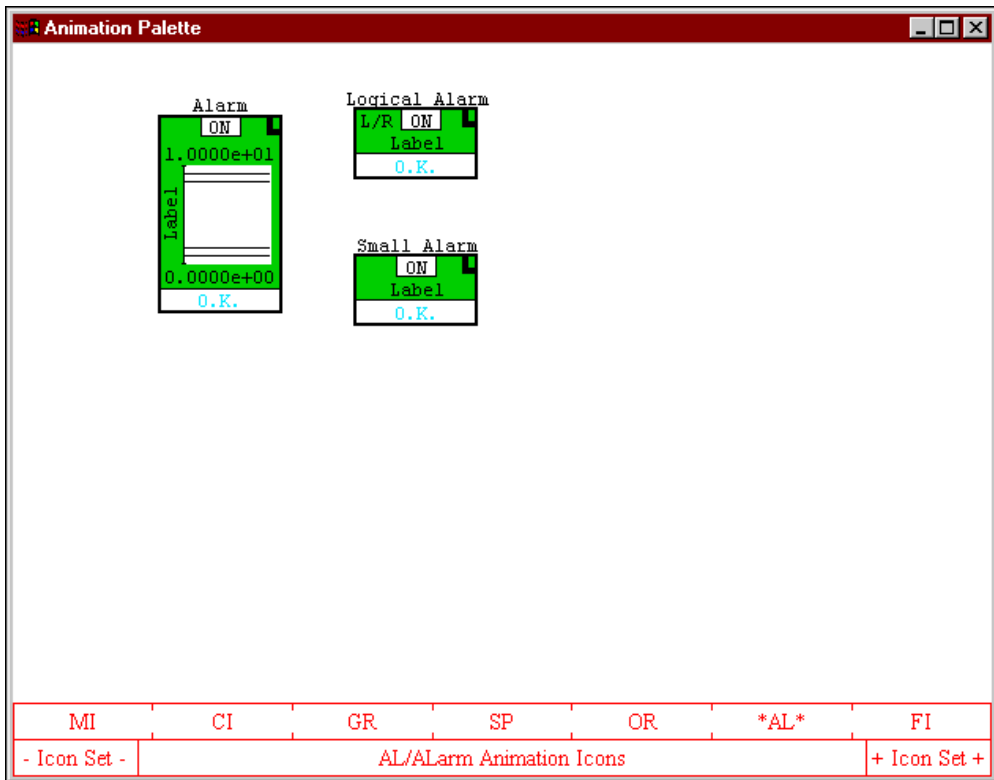 Animation Palette
Alarm
ON
1.0000e+01
Label
0.0000e+00
O.K.
Logical Alarm
L/R ON
Label
O.K.
Small Alarm
ON
Label
O.K.
MI CI GR SP OR *AL* FI
- Icon Set - AL/ALarm Animation Icons + Icon Set +